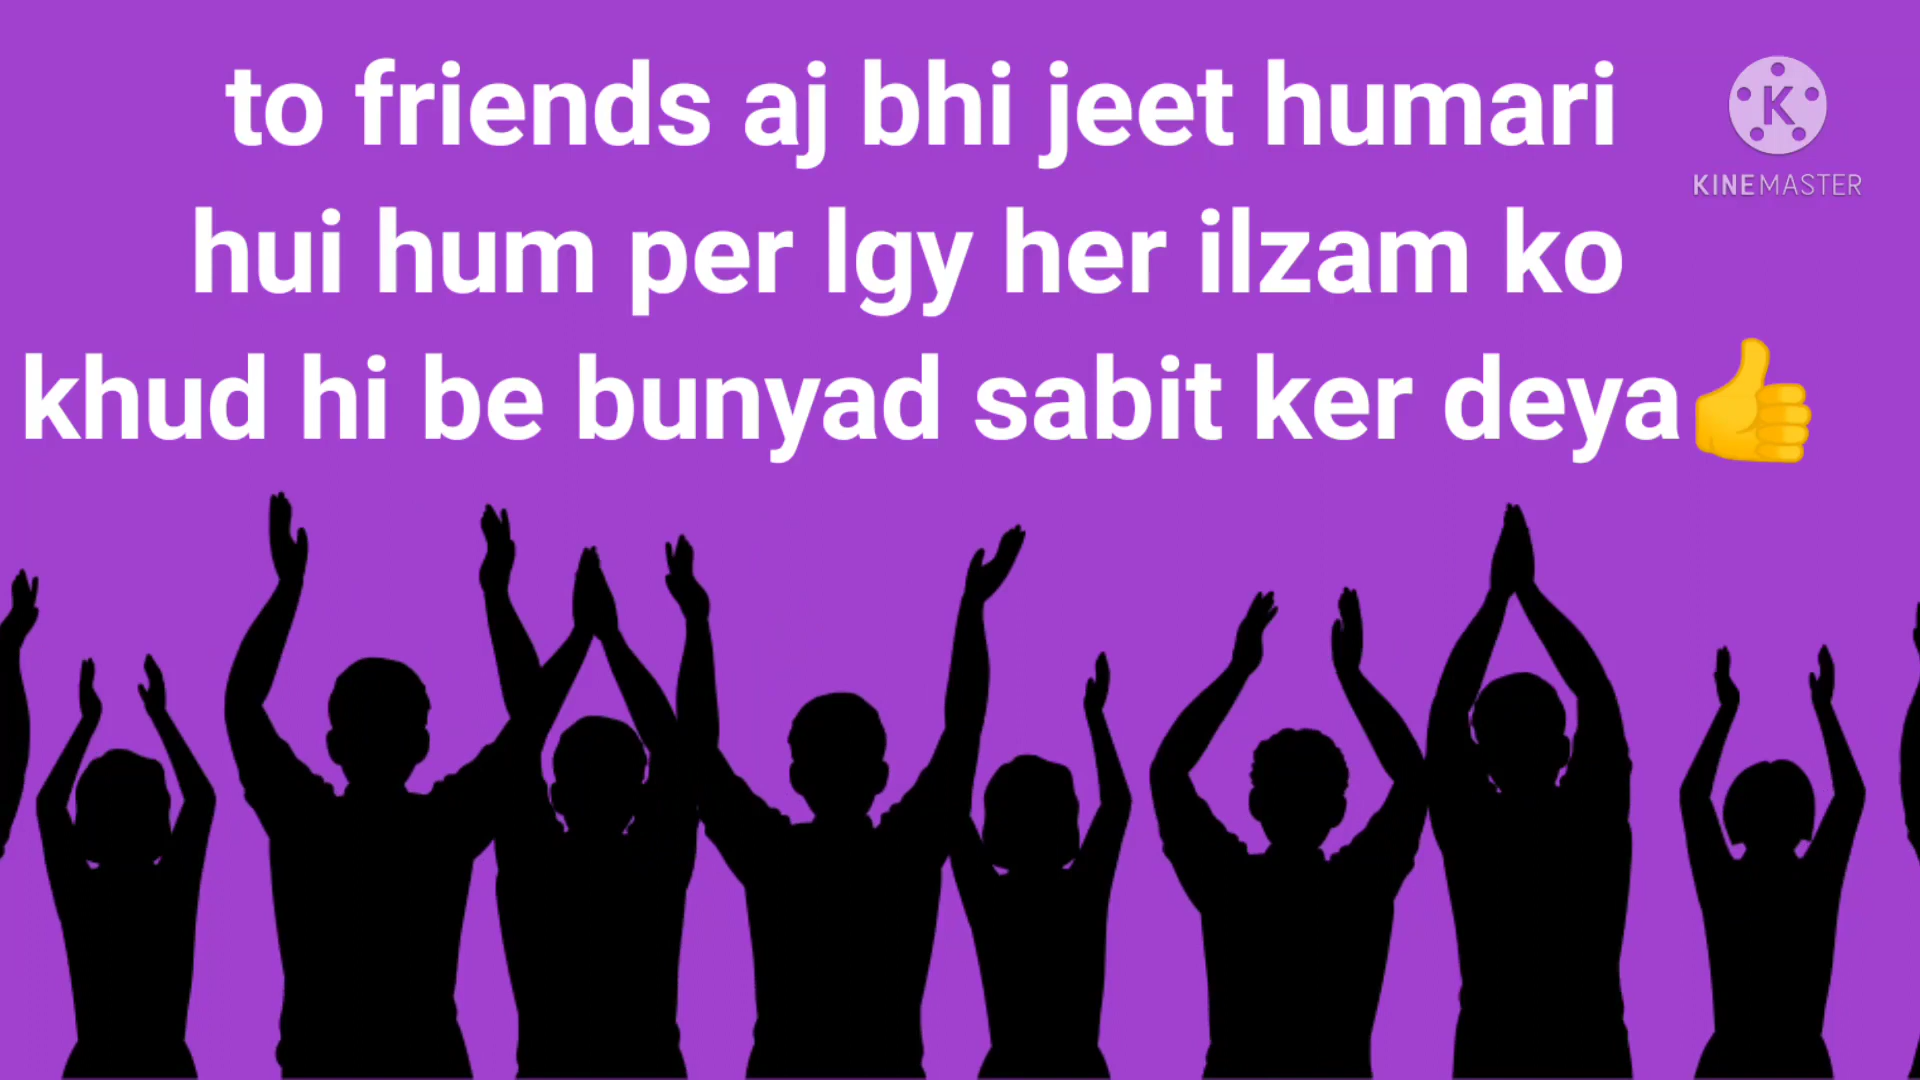 to friends aj bhi jeet humari
hui hum per lgy her ilzam ko
khud hi be bunyad sabit ker deya👍
K
KINEMASTER